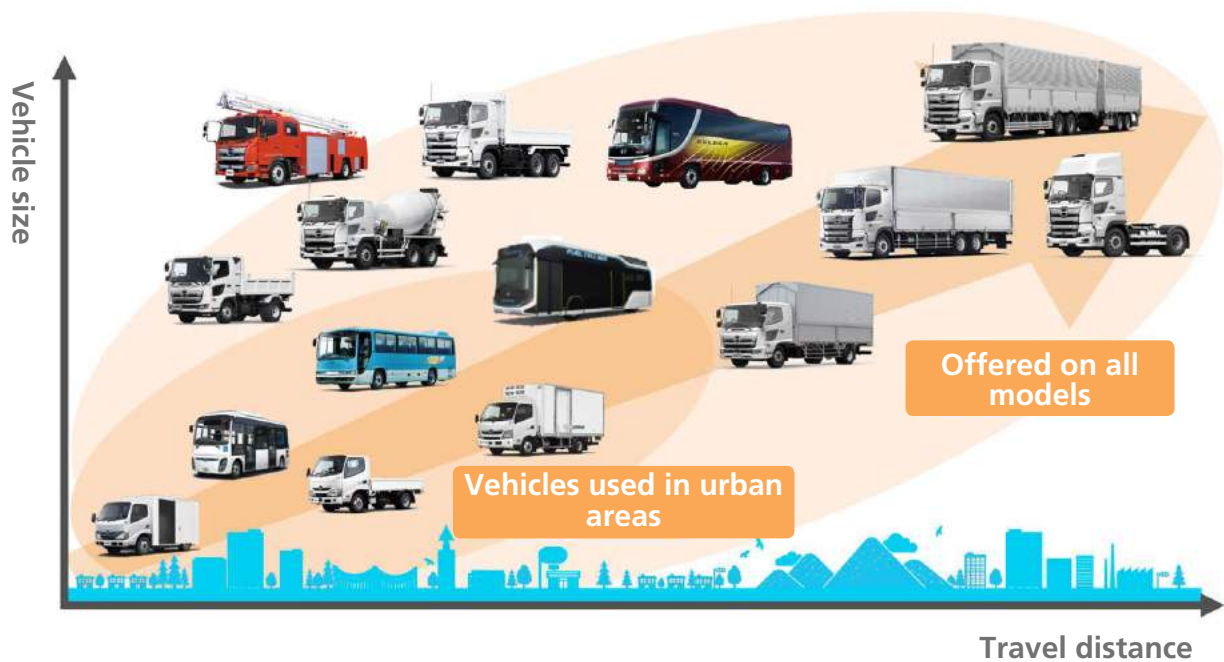 Vehicle size
Offered on all
models
Vehicles used in urban
areas
Travel distance